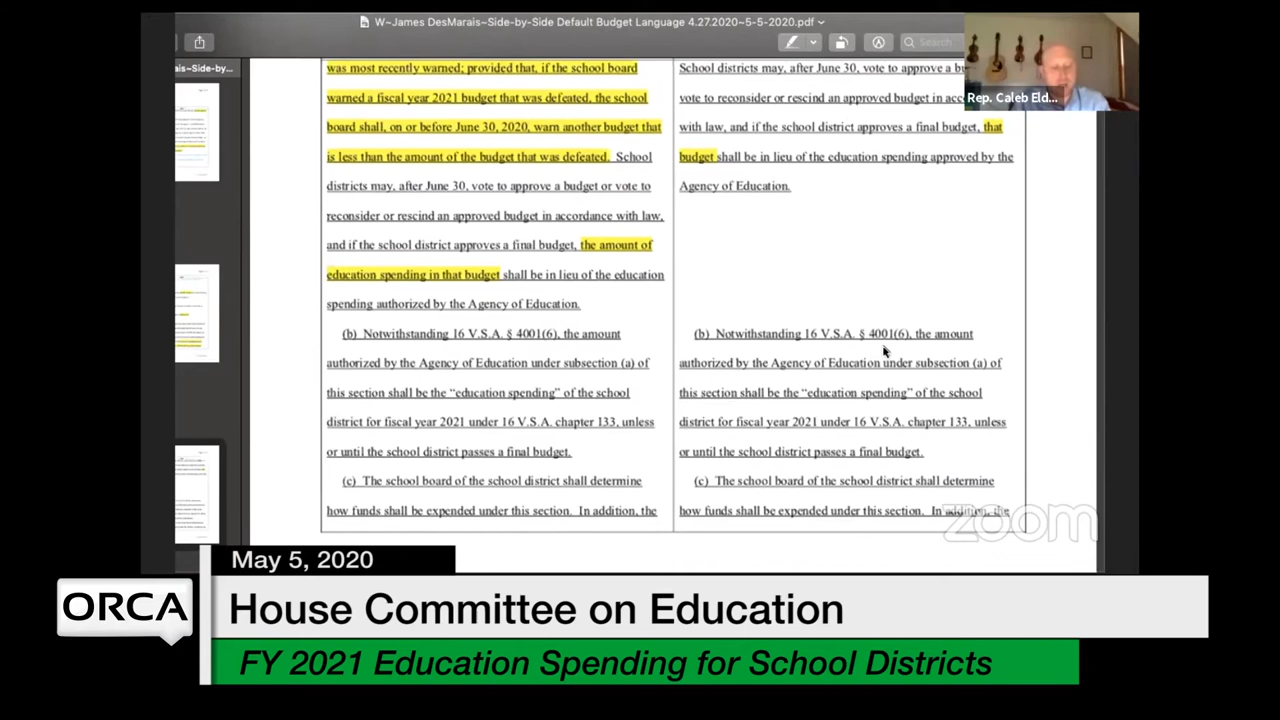 W~James DesMarais~Side-by-Side Default Budget Language 4.27.2020~5-5-2020.pdf
Search
ais~Side-by-Sid...
Rep. Caleb Eld...
was most recently warned; provided that, if the school board
warned a fiscal year 2021 budget that was defeated, the school
board shall, on or before June 30, 2020, warn another budget that
is less than the amount of the budget that was defeated. School
districts may, after June 30, vote to approve a budget or vote to
reconsider or rescind an approved budget in accordance with law,
and if the school district approves a final budget, the amount of
education spending in that budget shall be in lieu of the education
spending authorized by the Agency of Education.
(b) Notwithstanding 16 V.S.A. § 4001(6), the amount
authorized by the Agency of Education under subsection (a) of
this section shall be the “education spending” of the school
district for fiscal year 2021 under 16 V.S.A. chapter 133, unless
or until the school district passes a final budget.
(c) The school board of the school district shall determine
how funds shall be expended under this section. In addition, the
School districts may, after June 30, vote to approve a bu
vote to reconsider or rescind an approved budget in acc
with law, and if the school district approves a final budget, that
budget shall be in lieu of the education spending approved by the
Agency of Education.
(b) Notwithstanding 16 V.S.A. § 4001(6), the amount
authorized by the Agency of Education under subsection (a) of
this section shall be the “education spending” of the school
district for fiscal year 2021 under 16 V.S.A. chapter 133, unless
or until the school district passes a final budget.
(c) The school board of the school district shall determine
how funds shall be expended under this section. In addition, the
zoom
May 5, 2020
ORCA
House Committee on Education
FY 2021 Education Spending for School Districts